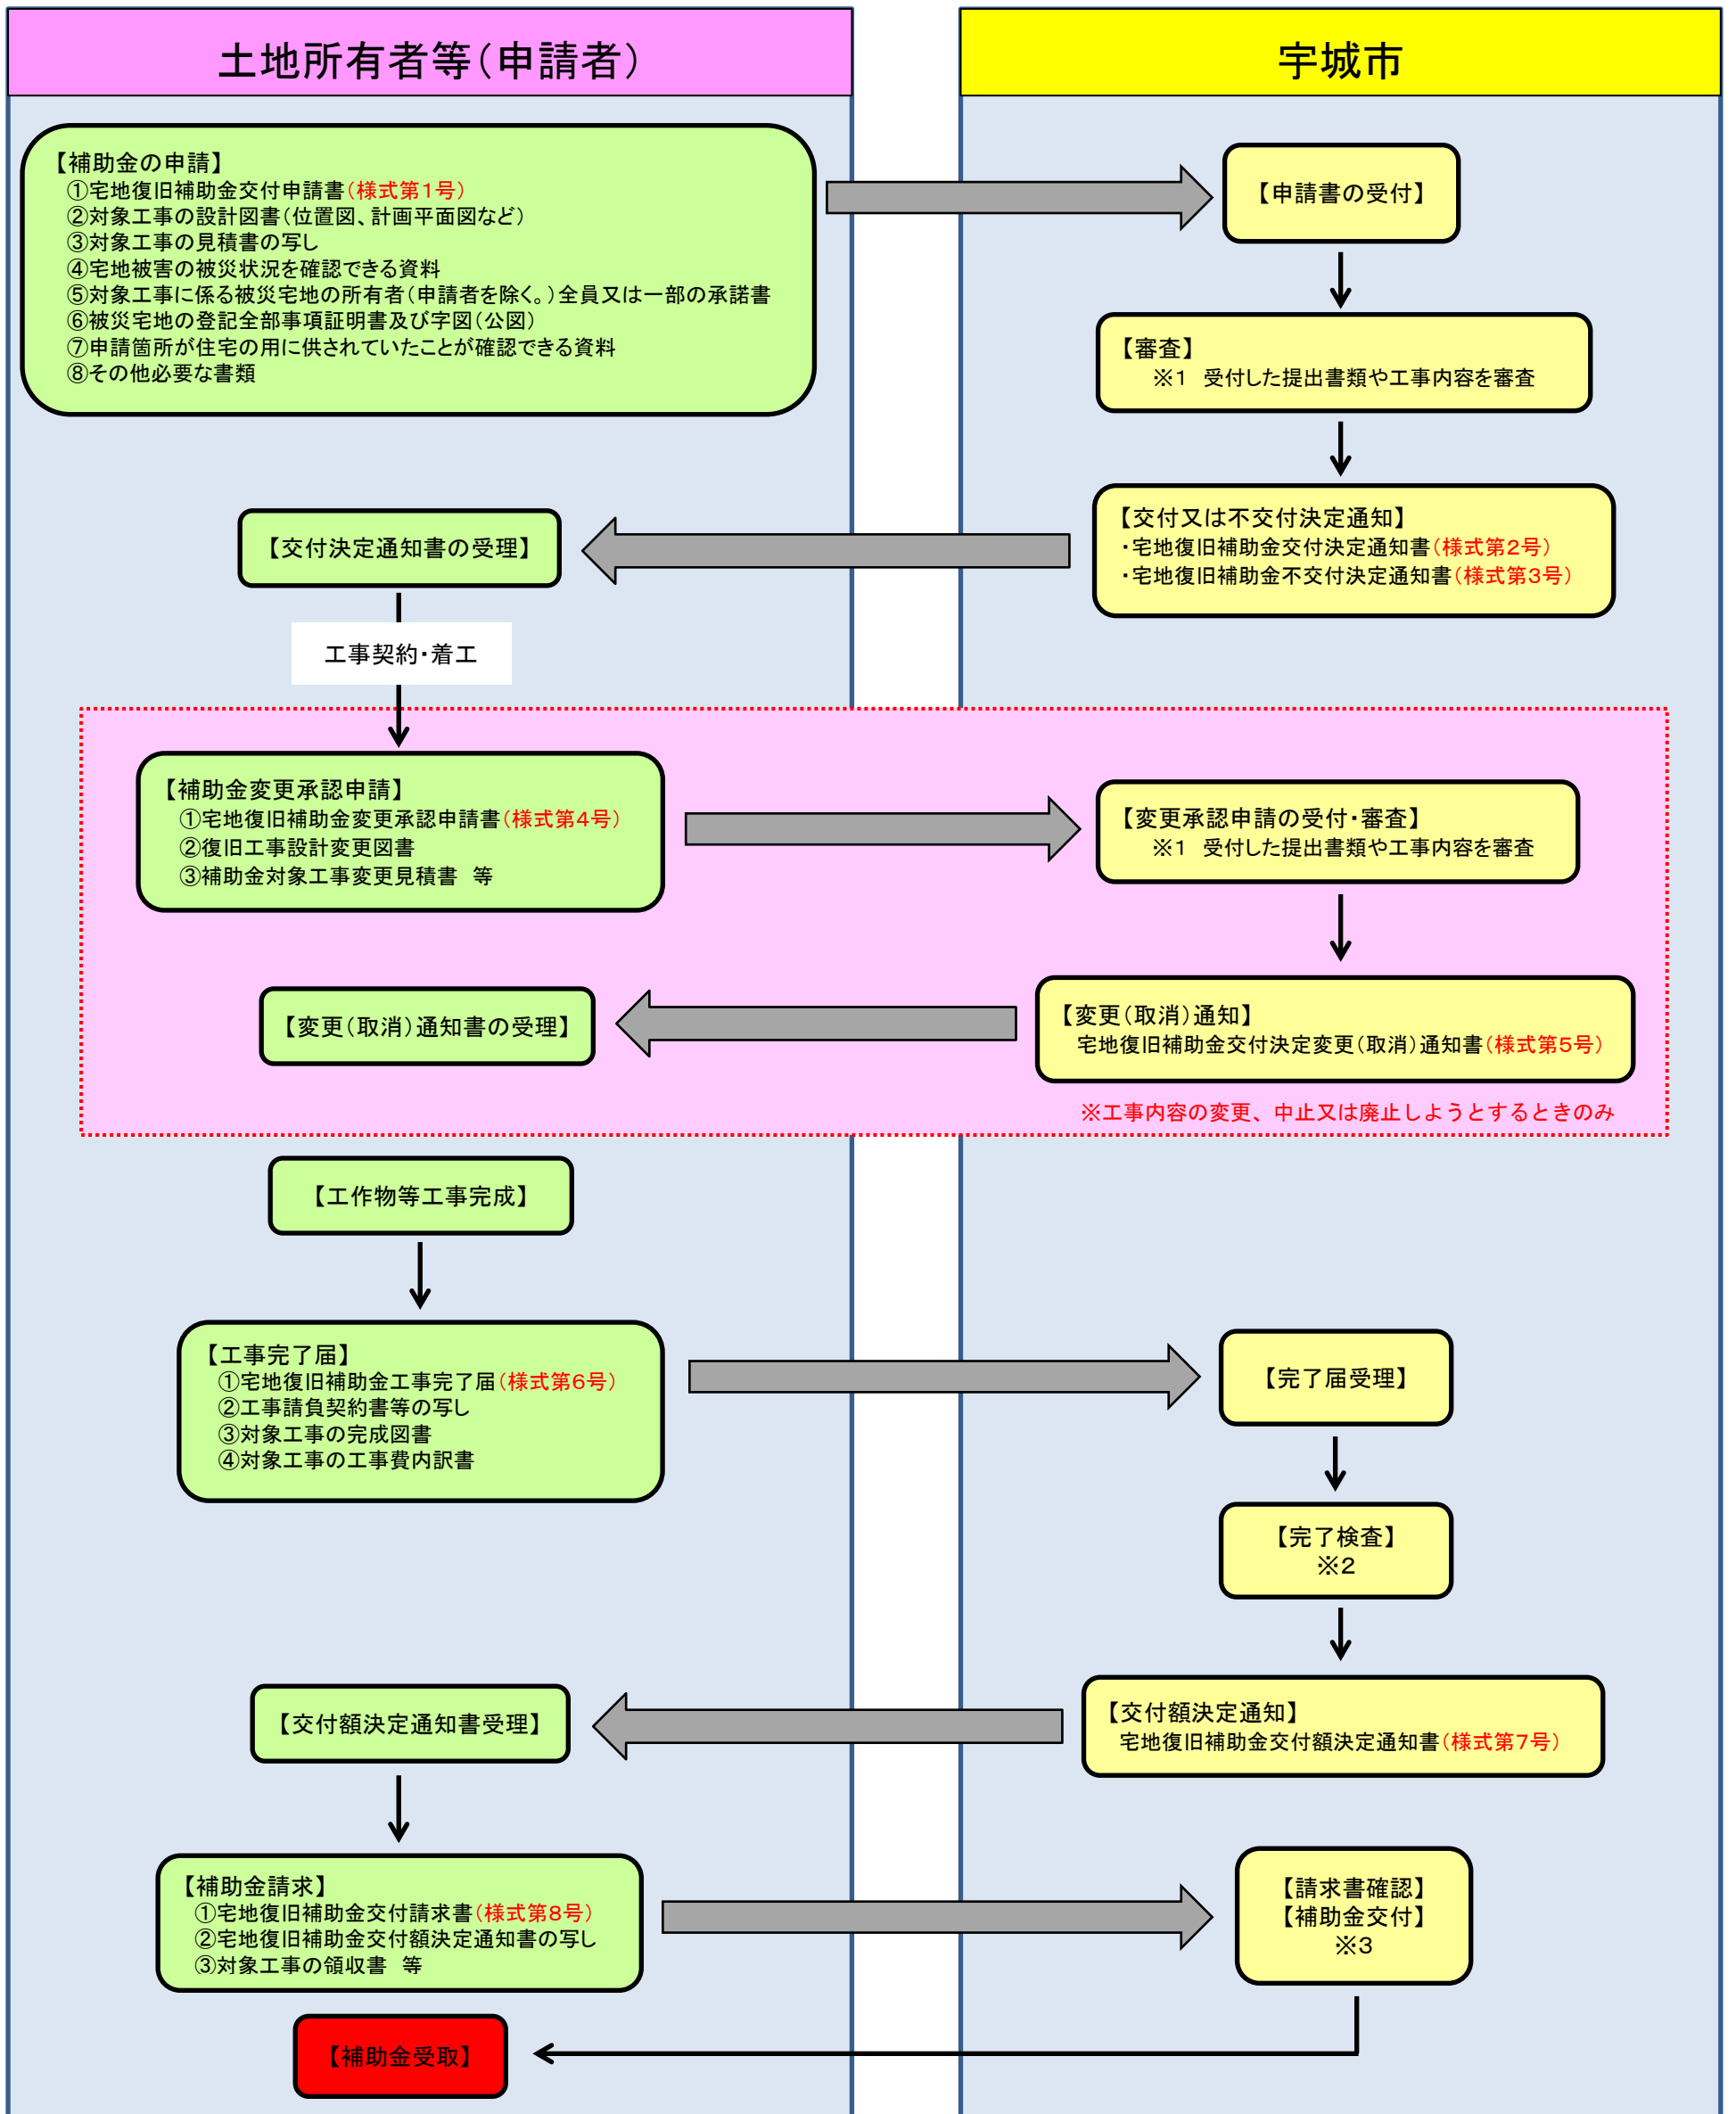 土地所有者等（申請者）
宇城市
【補助金の申請】
①宅地復旧補助金交付申請書（様式第１号）
②対象工事の設計図書（位置図、計画平面図など）
③対象工事の見積書の写し
④宅地被害の被災状況を確認できる資料
⑤対象工事に係る被災宅地の所有者（申請者を除く。）全員又は一部の承諾書
⑥被災宅地の登記全部事項証明書及び字図（公図）
⑦申請箇所が住宅の用に供されていたことが確認できる資料
⑧その他必要な書類
【申請書の受付】
【審査】
※１　受付した提出書類や工事内容を審査
【交付又は不交付決定通知】
・宅地復旧補助金交付決定通知書（様式第２号）
・宅地復旧補助金不交付決定通知書（様式第３号）
【交付決定通知書の受理】
工事契約・着工
【補助金変更承認申請】
①宅地復旧補助金変更承認申請書（様式第４号）
②復旧工事設計変更図書
③補助金対象工事変更見積書　等
【変更承認申請の受付・審査】
※１　受付した提出書類や工事内容を審査
【変更（取消）通知】
宅地復旧補助金交付決定変更（取消）通知書（様式第５号）
【変更（取消）通知書の受理】
※工事内容の変更、中止又は廃止しようとするときのみ
【工作物等工事完成】
【工事完了届】
①宅地復旧補助金工事完了届（様式第６号）
②工事請負契約書等の写し
③対象工事の完成図書
④対象工事の工事費内訳書
【完了届受理】
【完了検査】
※２
【交付額決定通知】
宅地復旧補助金交付額決定通知書（様式第７号）
【交付額決定通知書受理】
【補助金請求】
①宅地復旧補助金交付請求書（様式第８号）
②宅地復旧補助金交付額決定通知書の写し
③対象工事の領収書　等
【請求書確認】
【補助金交付】
※３
【補助金受取】